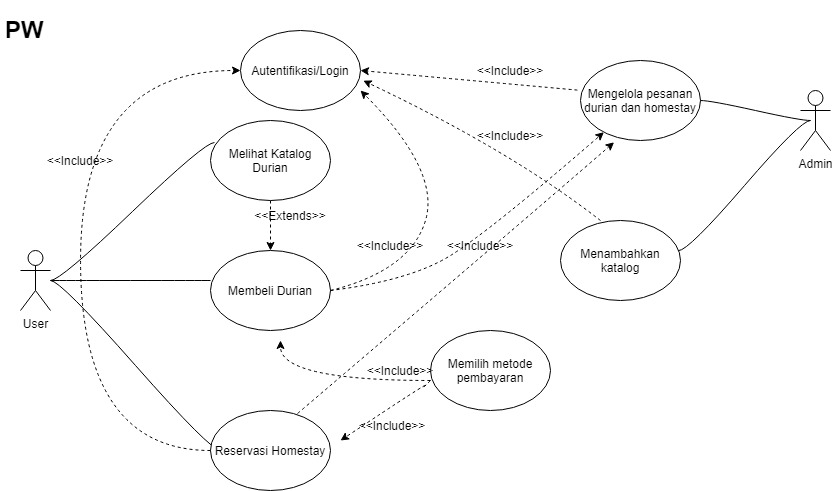 PW
Autentifikasi/Login
<<Include>>
Mengelola pesanan
durian dan homestay
<<Include>>
Admin
<<Include>>
Melihat Katalog
Durian
<<Extends>>
<<Include>>
<<Include>>
Menambahkan
katalog
Membeli Durian
User
Memilih metode
pembayaran
<<Include>>
<<Include>>
Reservasi Homestay